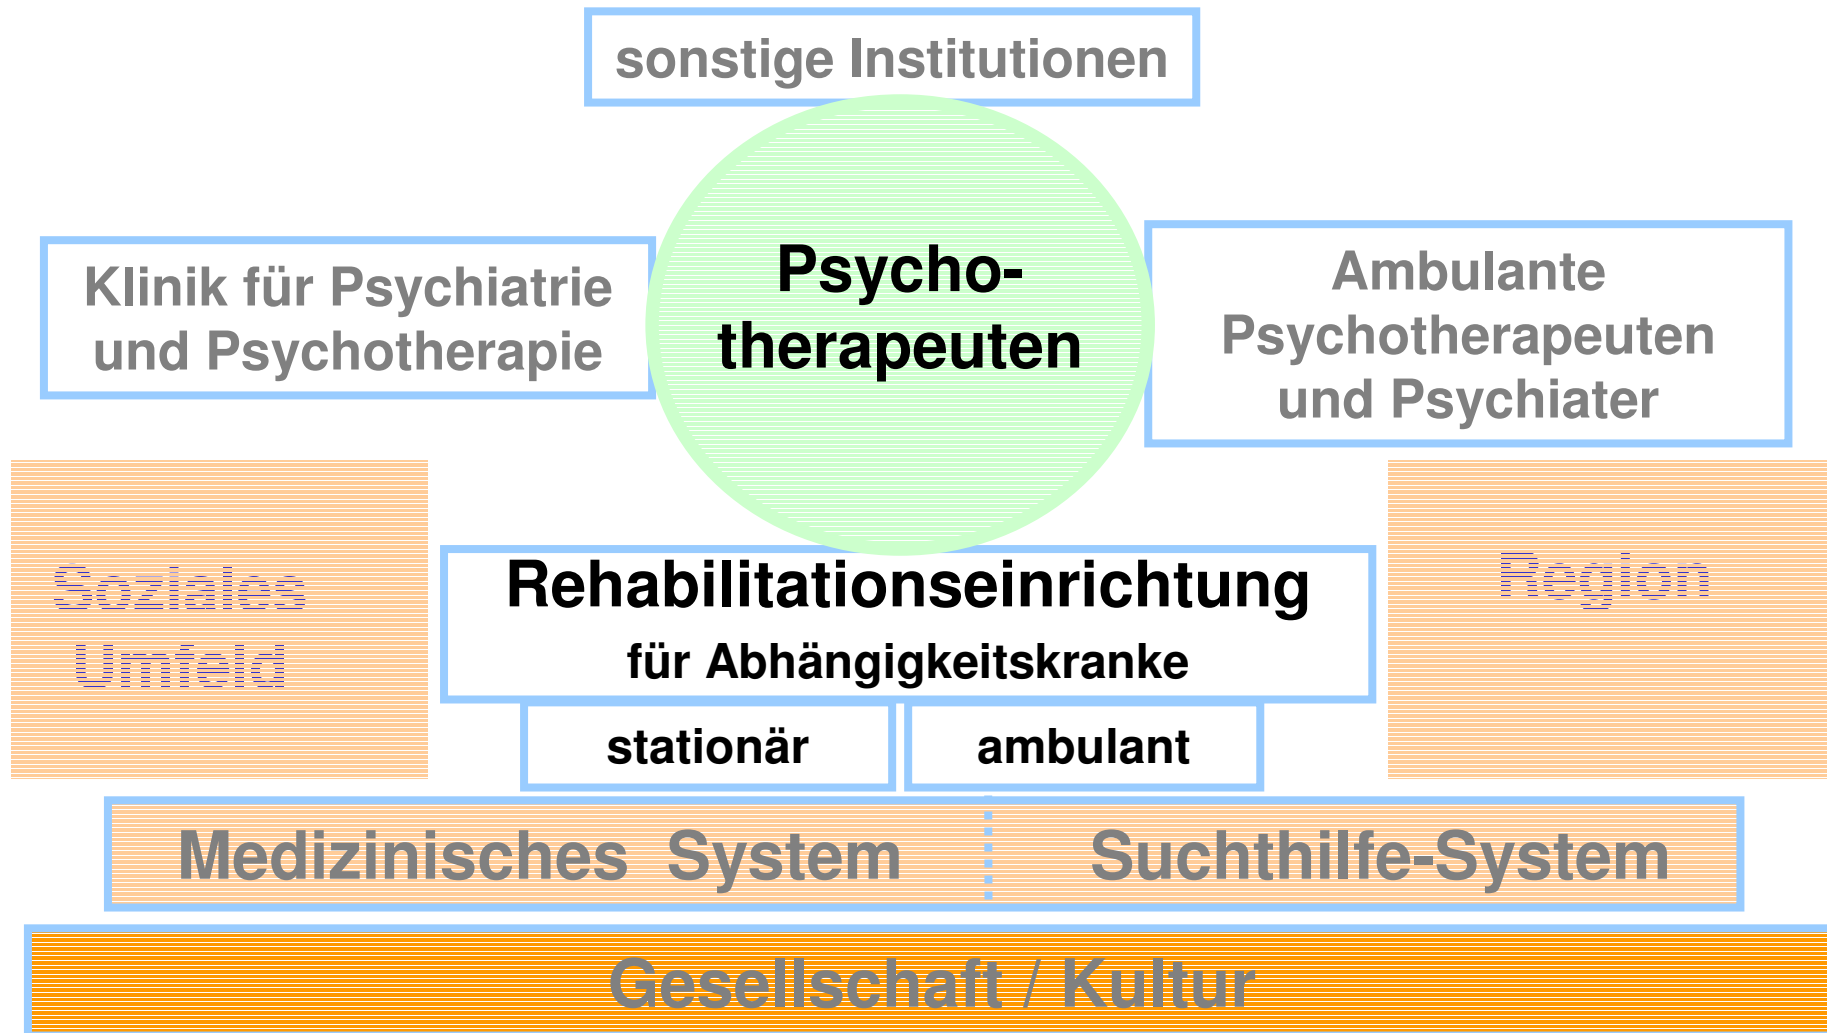 sonstige Institutionen
Klinik für Psychiatrie
und Psychotherapie
Psycho-
therapeuten
Ambulante
Psychotherapeuten
und Psychiater
Soziales
Umfeld
Rehabilitationseinrichtung
für Abhängigkeitskranke
Region
stationär
ambulant
Medizinisches System
Suchthilfe-System
Gesellschaft / Kultur